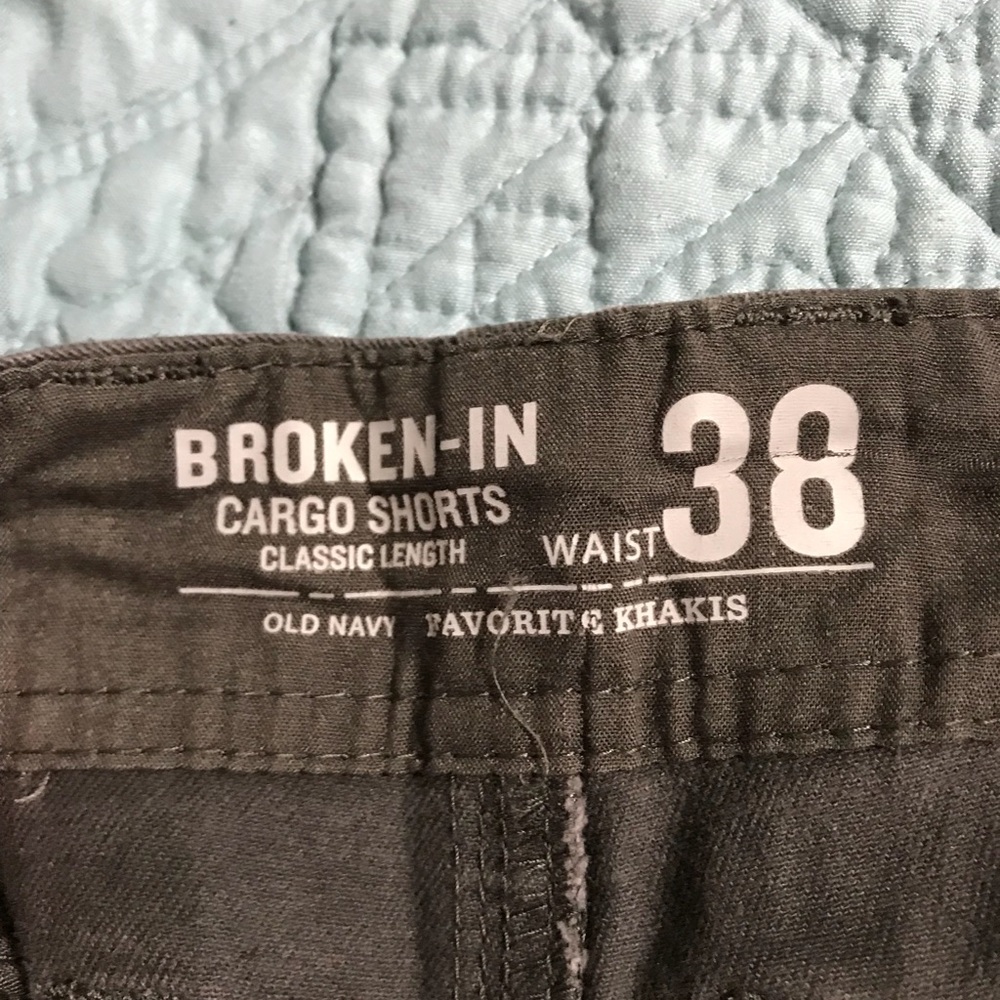 BROKEN-IN
CARGO SHORTS
CLASSIC LENGTH
WAIST 38
OLD NAVY FAVORITE KHAKIS